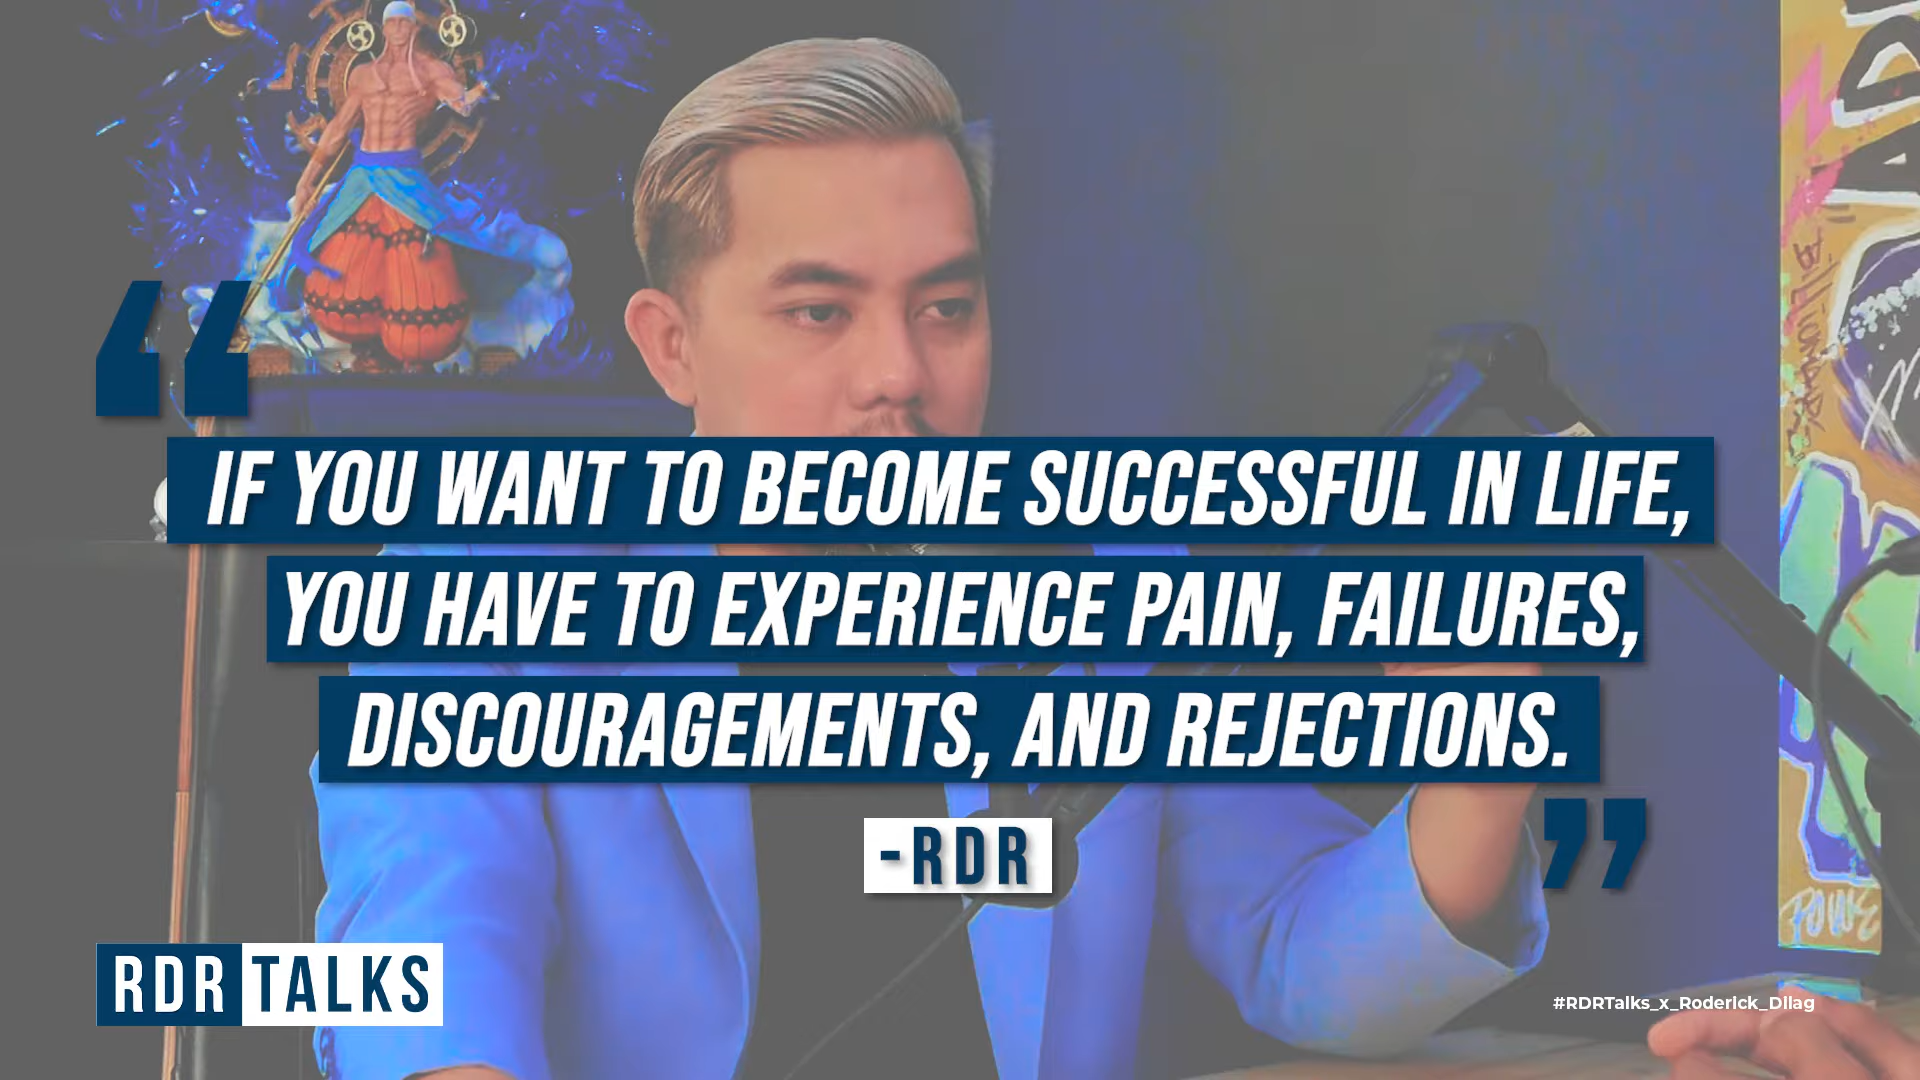 “
IF YOU WANT TO BECOME SUCCESSFUL IN LIFE,
YOU HAVE TO EXPERIENCE PAIN, FAILURES,
DISCOURAGEMENTS, AND REJECTIONS.
”
-RDR
RDR TALKS
#RDRTalks_x_Roderick_Dilag